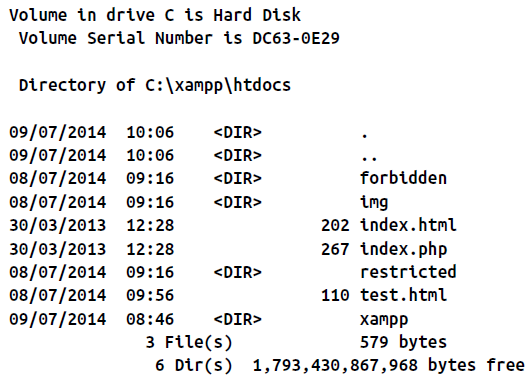 Volume in drive C is Hard Disk
Volume Serial Number is DC63-0E29
Directory of C:\xampp\htdocs
09/07/2014  10:06    <DIR>          .
09/07/2014  10:06    <DIR>          ..
08/07/2014  09:16    <DIR>          forbidden
08/07/2014  09:16    <DIR>          img
30/03/2013  12:28               202 index.html
30/03/2013  12:28               267 index.php
08/07/2014  09:16    <DIR>          restricted
08/07/2014  09:56               110 test.html
09/07/2014  08:46    <DIR>          xampp
3 File(s)             579 bytes
6 Dir(s)  1,793,430,867,968 bytes free